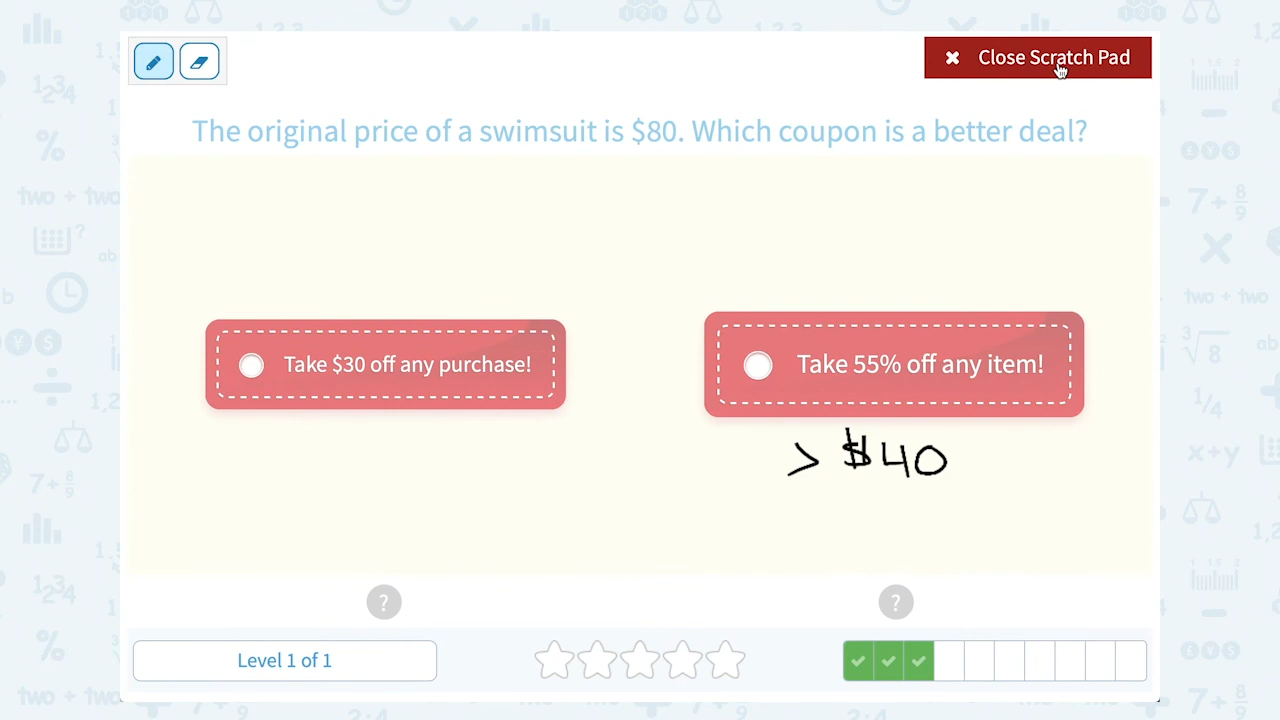 Close Scratch Pad
The original price of a swimsuit is $80. Which coupon is a better deal?
Take $30 off any purchase!
Take 55% off any item!
> $40
?
?
Level 1 of 1